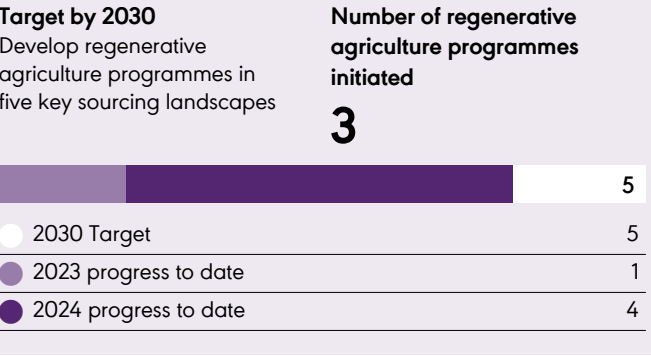 Target by 2030
Develop regenerative
agriculture programmes in
five key sourcing landscapes
Number of regenerative
agriculture programmes
initiated
3
5
2030 Target 5
2023 progress to date 1
2024 progress to date 4